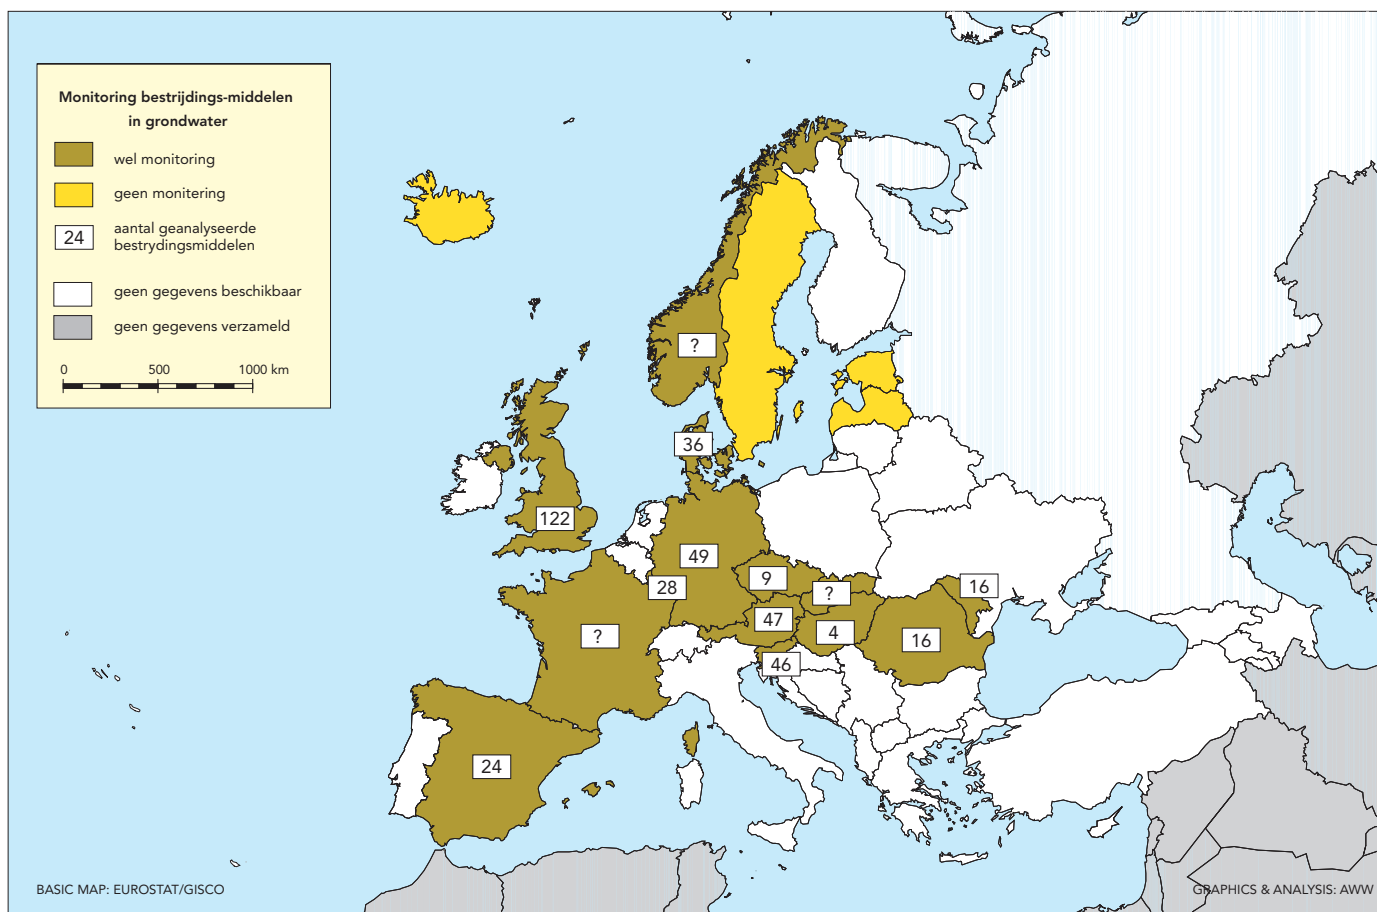 Monitoring bestrijdings-middelen
in grondwater
wel monitoring
geen monitering
24
aantal geanalyseerde
bestrydingsmiddelen
geen gegevens beschikbaar
geen gegevens verzameld
0 500 1000 km
?
36
122
49
9
28
?
16
47
?
4
16
46
24
BASIC MAP: EUROSTAT/GISCO
GRAPHICS & ANALYSIS: AWW